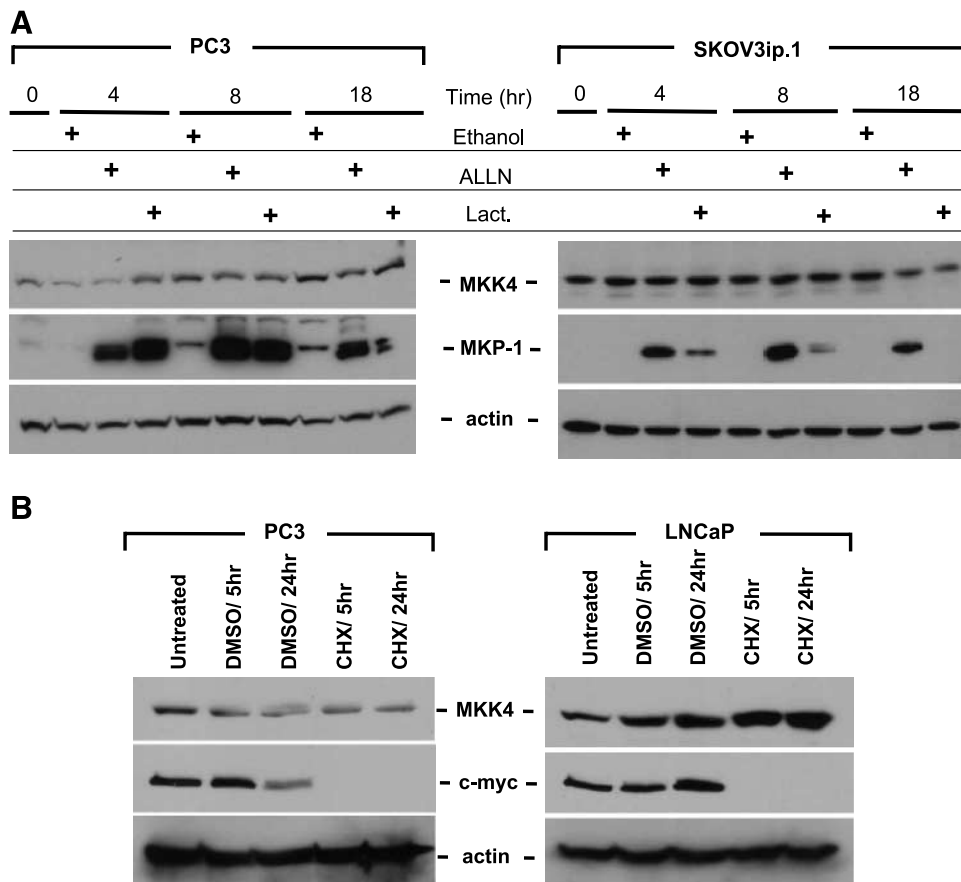 A
PC3
SKOV3ip.1
0 4 8 18 Time (hr) 0 4 8 18
+ + + Ethanol + + +
+ + + ALLN + + +
+ + + Lact. + + +
– MKK4 –
– MKP-1 –
– actin –
B
PC3
LNCaP
Untreated
DMSO/ 5hr
DMSO/ 24hr
CHX/ 5hr
CHX/ 24hr
Untreated
DMSO/ 5hr
DMSO/ 24hr
CHX/ 5hr
CHX/ 24hr
– MKK4 –
– c-myc –
– actin –